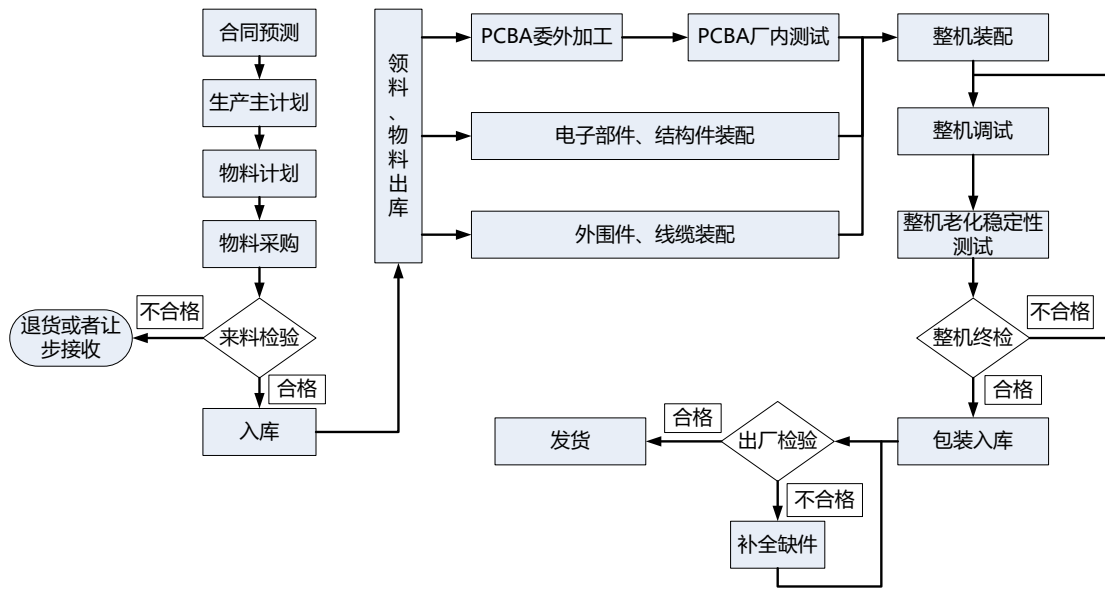 合同预测
生产主计划
物料计划
物料采购
来料检验
不合格
退货或者让
步接收
合格
入库
领料、物料出库
PCBA委外加工
PCBA厂内测试
电子部件、结构件装配
外围件、线缆装配
整机装配
整机调试
整机老化稳定性
测试
整机终检
不合格
合格
包装入库
出厂检验
合格
发货
不合格
补全缺件